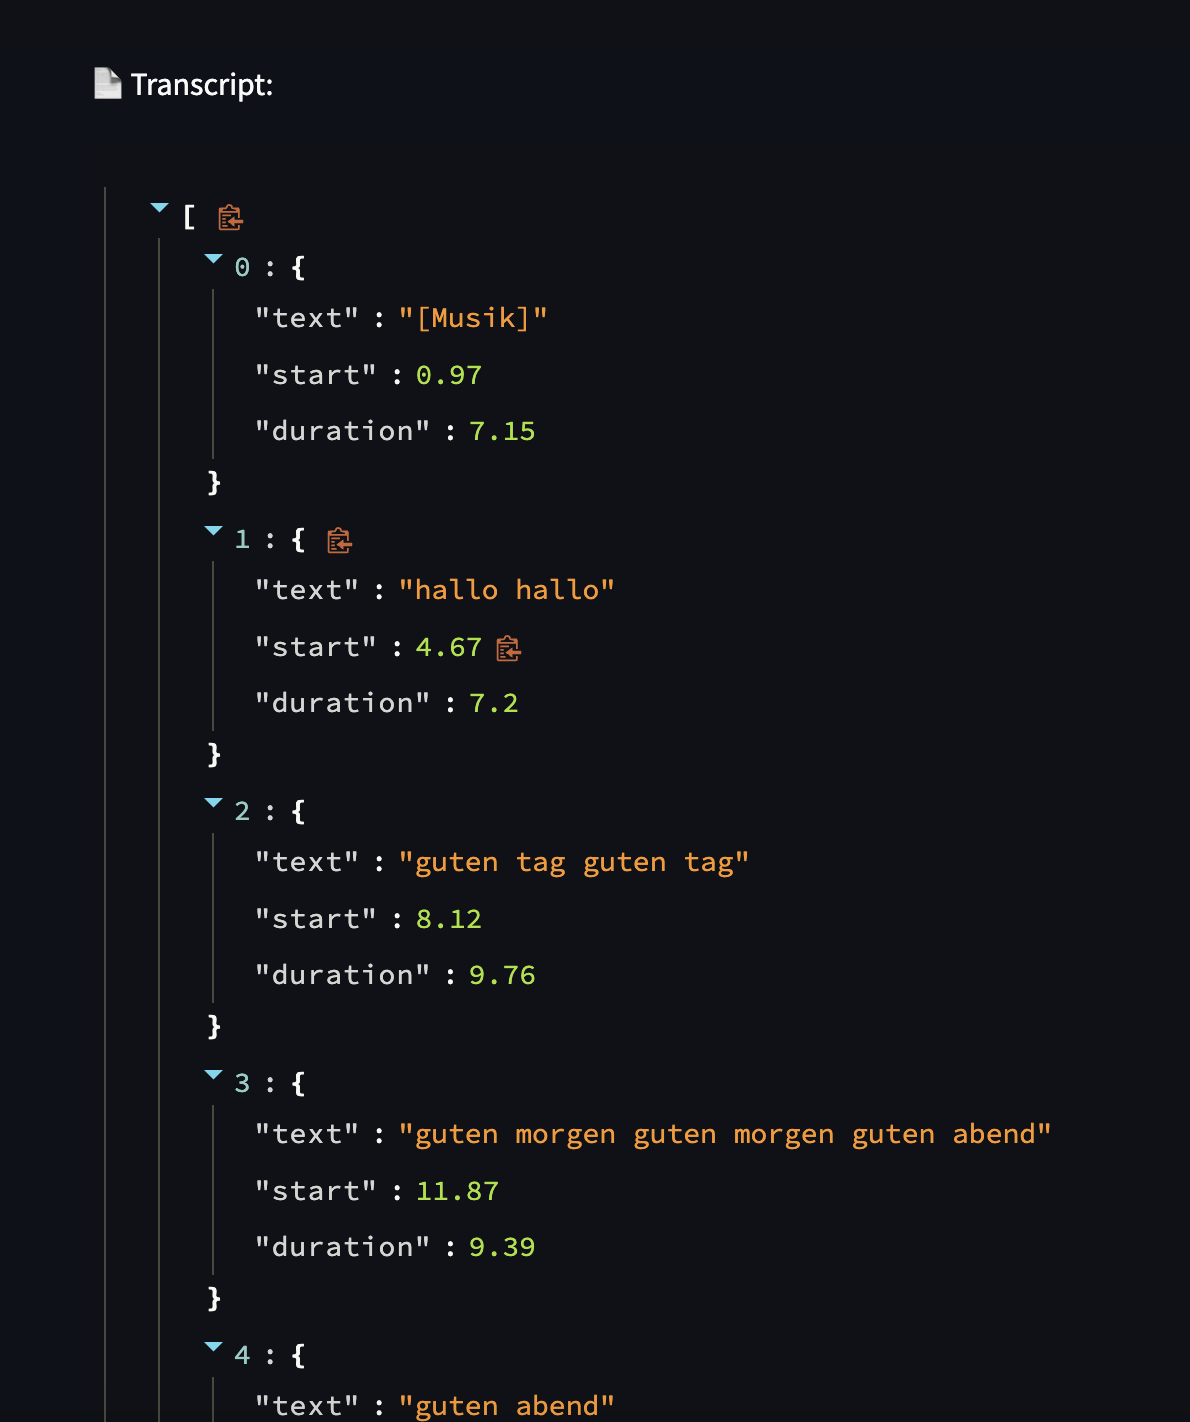 Transcript:
[
0 : {
"text" : "[Musik]"
"start" : 0.97
"duration" : 7.15
}
1 : {
"text" : "hallo hallo"
"start" : 4.67
"duration" : 7.2
}
2 : {
"text" : "guten tag guten tag"
"start" : 8.12
"duration" : 9.76
}
3 : {
"text" : "guten morgen guten morgen guten abend"
"start" : 11.87
"duration" : 9.39
}
4 : {
"text" : "guten abend"